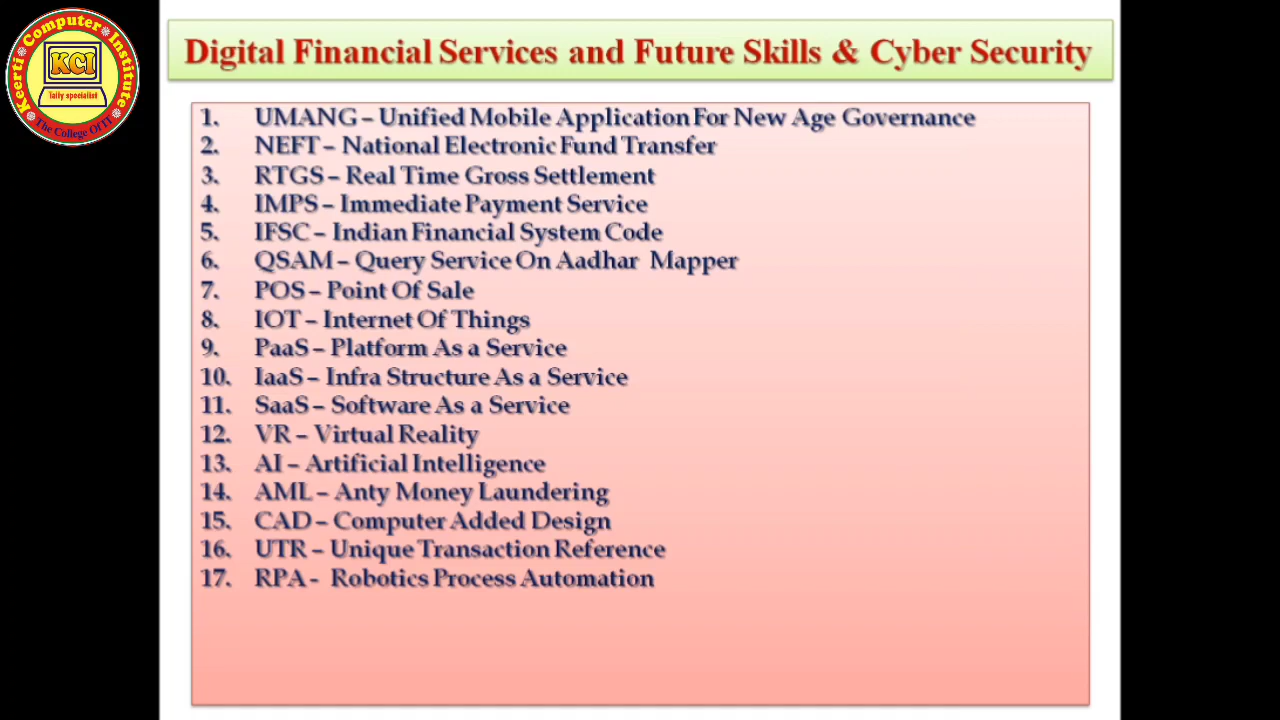 Keerti Computer Institute
KCI
Tally specialist
The College Of IT
Digital Financial Services and Future Skills & Cyber Security
1. UMANG – Unified Mobile Application For New Age Governance
2. NEFT – National Electronic Fund Transfer
3. RTGS – Real Time Gross Settlement
4. IMPS – Immediate Payment Service
5. IFSC – Indian Financial System Code
6. QSAM – Query Service On Aadhar Mapper
7. POS – Point Of Sale
8. IOT – Internet Of Things
9. PaaS – Platform As a Service
10. IaaS – Infra Structure As a Service
11. SaaS – Software As a Service
12. VR – Virtual Reality
13. AI – Artificial Intelligence
14. AML – Anty Money Laundering
15. CAD – Computer Added Design
16. UTR – Unique Transaction Reference
17. RPA - Robotics Process Automation